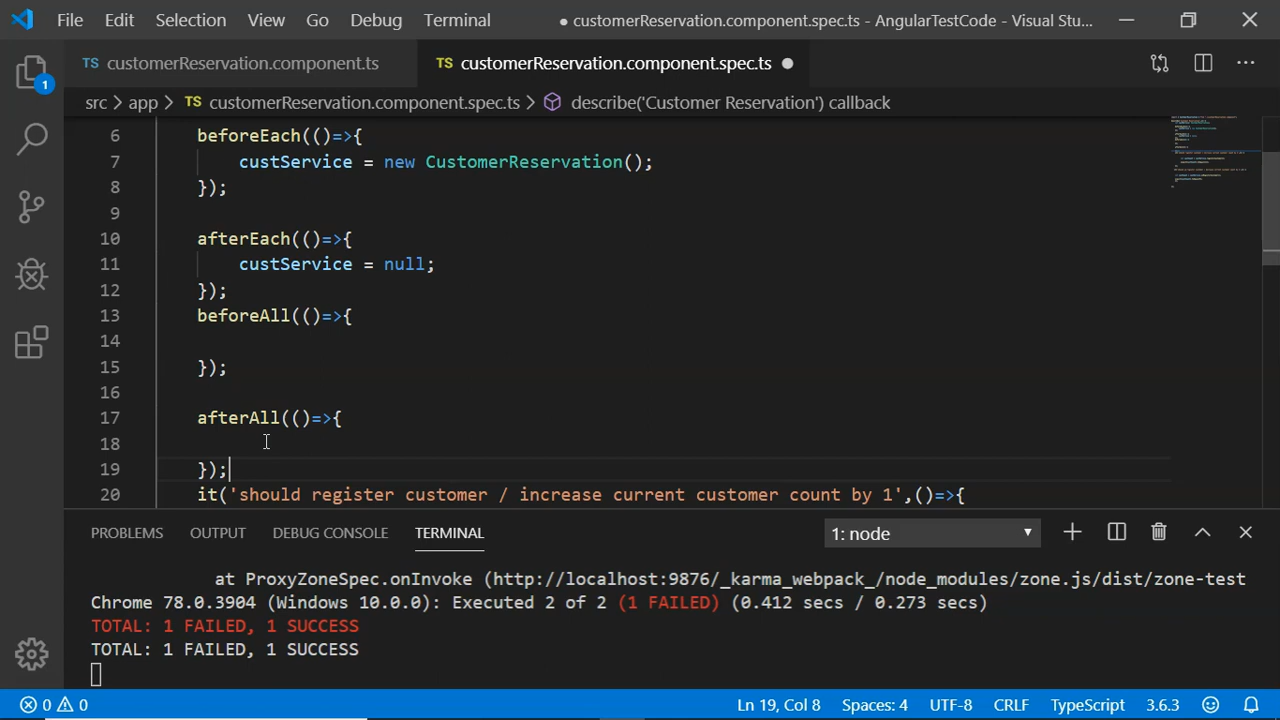 File Edit Selection View Go Debug Terminal ● customerReservation.component.spec.ts - AngularTestCode - Visual Stu...
TS customerReservation.component.ts TS customerReservation.component.spec.ts
1
src > app > TS customerReservation.component.spec.ts > describe('Customer Reservation') callback
6 beforeEach(()=>{
7 custService = new CustomerReservation();
8 });
9
10 afterEach(()=>{
11 custService = null;
12 });
13 beforeAll(()=>{
14
15 });
16
17 afterAll(()=>{
18
19 });
20 it('should register customer / increase current customer count by 1',()=>{
PROBLEMS OUTPUT DEBUG CONSOLE TERMINAL 1: node
at ProxyZoneSpec.onInvoke (http://localhost:9876/_karma_webpack_/node_modules/zone.js/dist/zone-test
Chrome 78.0.3904 (Windows 10.0.0): Executed 2 of 2 (1 FAILED) (0.412 secs / 0.273 secs)
TOTAL: 1 FAILED, 1 SUCCESS
TOTAL: 1 FAILED, 1 SUCCESS
0 0 Ln 19, Col 8 Spaces: 4 UTF-8 CRLF TypeScript 3.6.3